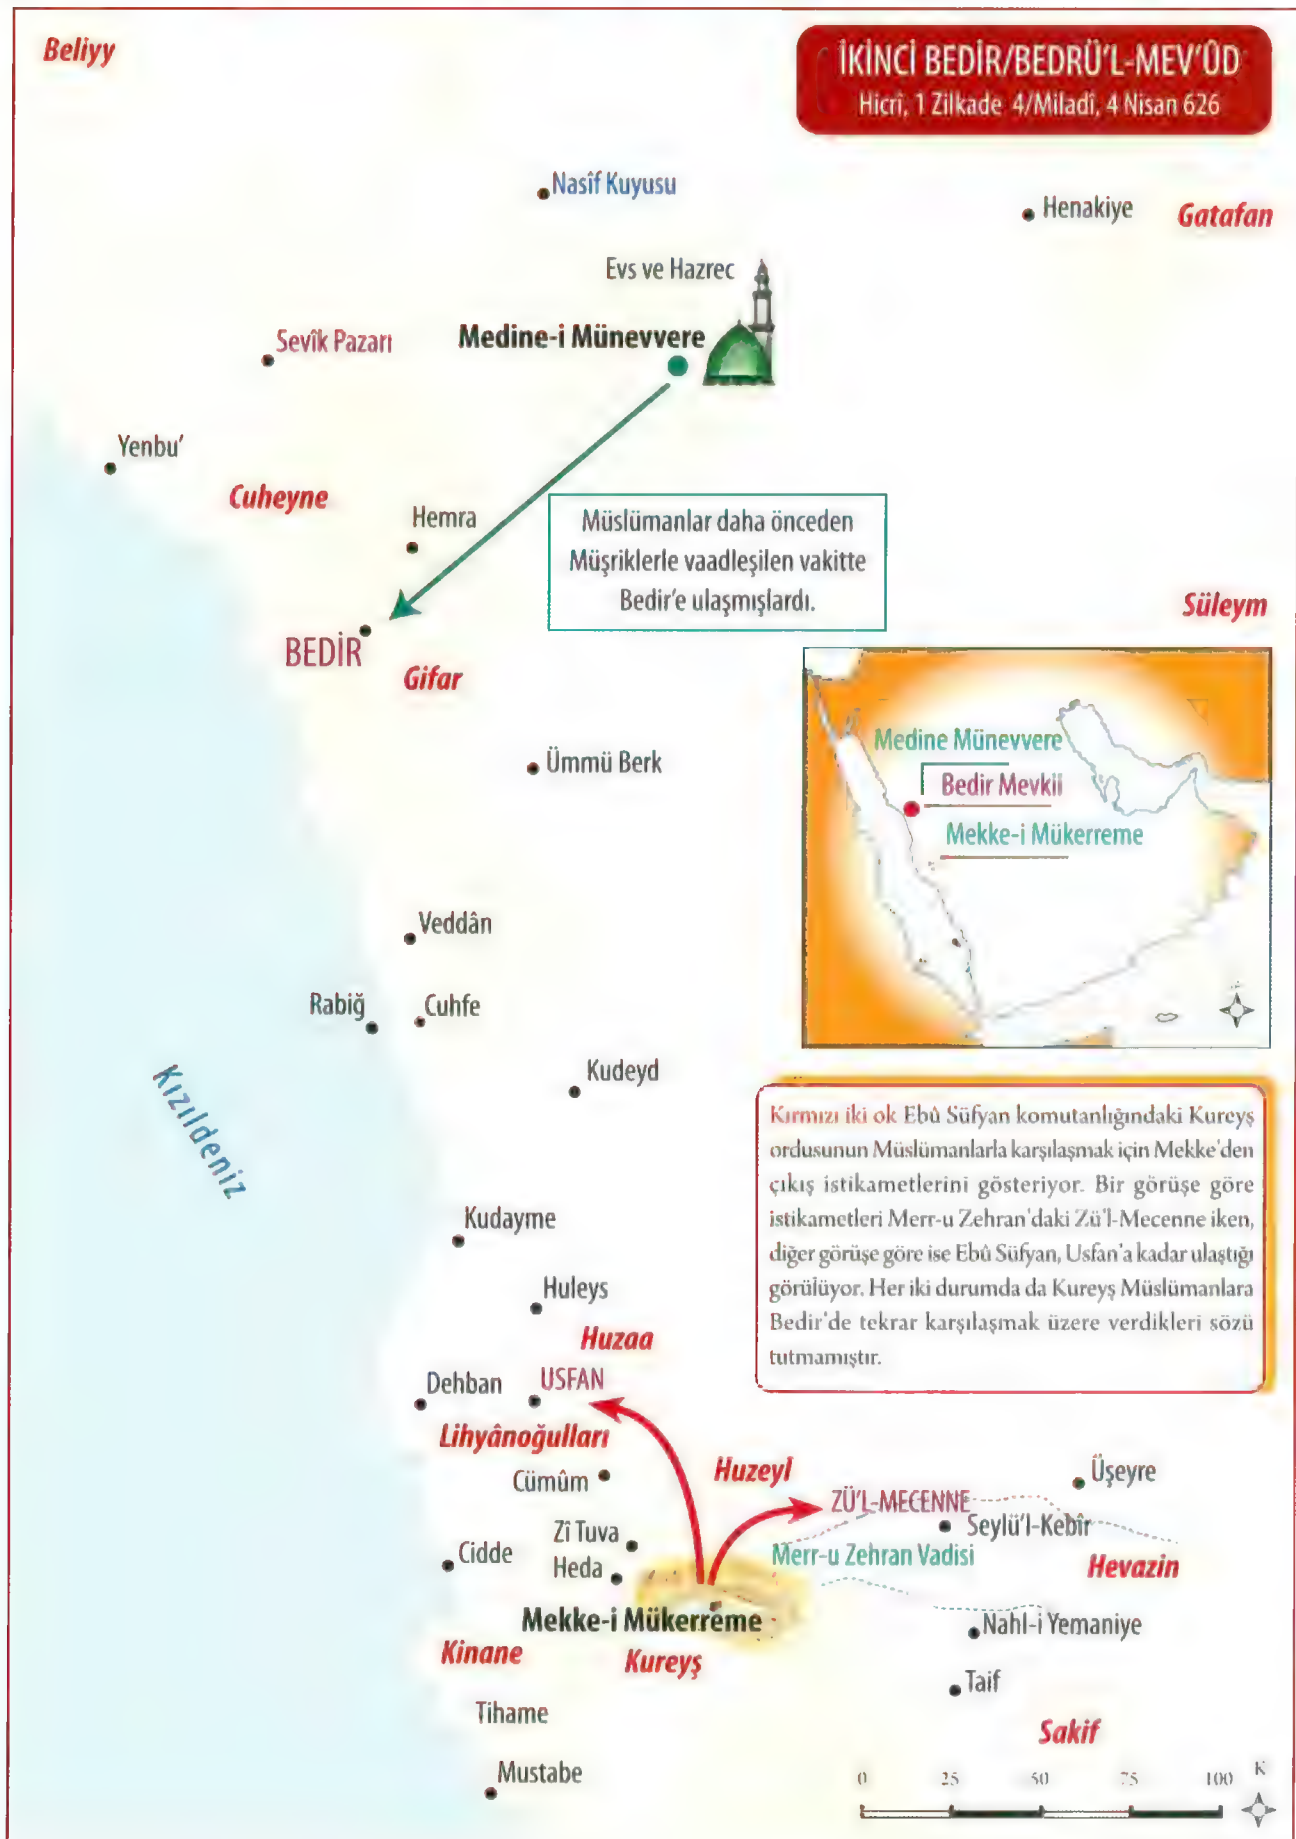 Beliyy
İKİNCİ BEDİR/BEDRÜ'L-MEV'ÛD
Hicrî, 1 Zilkade 4/Miladî, 4 Nisan 626
Nasîf Kuyusu
Henakiye
Gatafan
Evs ve Hazrec
Medine-i Münevvere
Sevîk Pazarı
Yenbu'
Cuheyne
Hemra
Müslümanlar daha önceden
Müşriklerle vaadleşilen vakitte
Bedir'e ulaşmışlardı.
Süleym
BEDİR
Gifar
Ümmü Berk
Medine Münevvere
Bedir Mevkii
Mekke-i Mükerreme
Veddân
Rabiğ
Cuhfe
Kudeyd
Kızıldeniz
Kırmızı iki ok Ebû Süfyan komutanlığındaki Kureyş
ordusunun Müslümanlarla karşılaşmak için Mekke'den
çıkış istikametlerini gösteriyor. Bir görüşe göre
istikametleri Merr-u Zehran'daki Zü'l-Mecenne iken,
diğer görüşe göre ise Ebû Süfyan, Usfan'a kadar ulaştığı
görülüyor. Her iki durumda da Kureyş Müslümanlara
Bedir'de tekrar karşılaşmak üzere verdikleri sözü
tutmamıştır.
Kudayme
Huleys
Huzaa
Dehban
USFAN
Lihyânoğulları
Cümûm
Huzeyl
Üşeyre
ZÜ'L-MECENNE
Seylü'l-Kebîr
Zî Tuva
Cidde
Heda
Merr-u Zehran Vadisi
Hevazin
Mekke-i Mükerreme
Nahl-i Yemaniye
Kinane
Kureyş
Taif
Tihame
Sakif
Mustabe
0 25 50 75 100 K